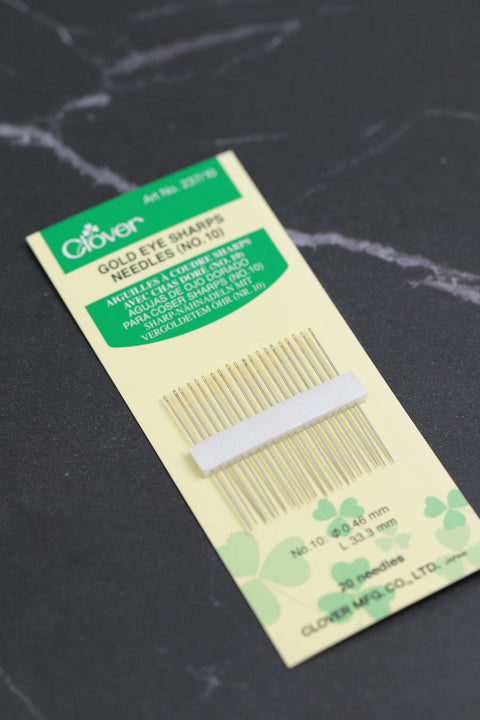 Art No. 237/10
Clover
GOLD EYE SHARPS
NEEDLES (NO.10)
AIGUILLES À COUDRE SHARPS
AVEC CHAS DORÉ (NO.10)
AGUJAS DE OJO DORADO
PARA COSER SHARPS (NO.10)
SHARP-NÄHNADELN MIT
VERGOLDETEM ÖHR (NR. 10)
No.10: Φ0.46 mm
L 33.3 mm
20 needles
CLOVER MFG. CO., LTD. Japan